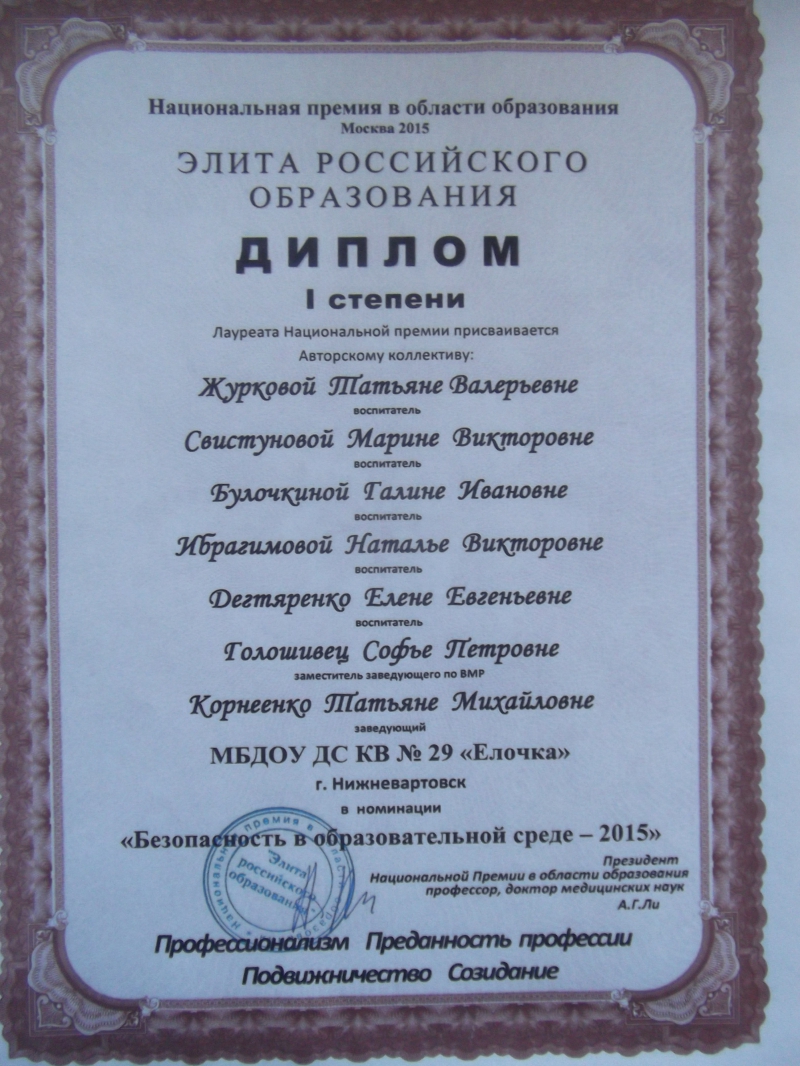 Национальная премия в области образования
Москва 2015
ЭЛИТА РОССИЙСКОГО
ОБРАЗОВАНИЯ
ДИПЛОМ
I степени
Лауреата Национальной премии присваивается
Авторскому коллективу:
Журковой Татьяне Валерьевне
воспитатель
Свистуновой Марине Викторовне
воспитатель
Булочкиной Галине Ивановне
воспитатель
Ибрагимовой Наталье Викторовне
воспитатель
Дегтяренко Елене Евгеньевне
воспитатель
Голошивец Софье Петровне
заместитель заведующего по ВМР
Корнеенко Татьяне Михайловне
заведующий
МБДОУ ДС КВ № 29 «Елочка»
г. Нижневартовск
в номинации
«Безопасность в образовательной среде – 2015»
Президент
Национальной Премии в области образования
профессор, доктор медицинских наук
А.Г.Ли
Элита
российского
образования
Профессионализм Преданность профессии
Подвижничество Созидание